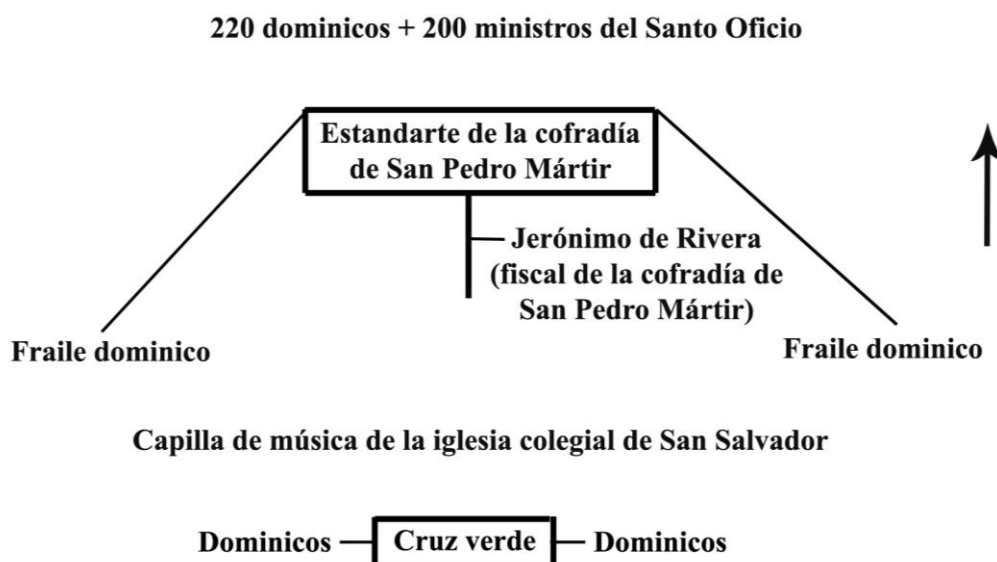 220 dominicos + 200 ministros del Santo Oficio
Estandarte de la cofradía
de San Pedro Mártir
Jerónimo de Rivera
(fiscal de la cofradía de
San Pedro Mártir)
Fraile dominico
Fraile dominico
Capilla de música de la iglesia colegial de San Salvador
Dominicos
Cruz verde
Dominicos